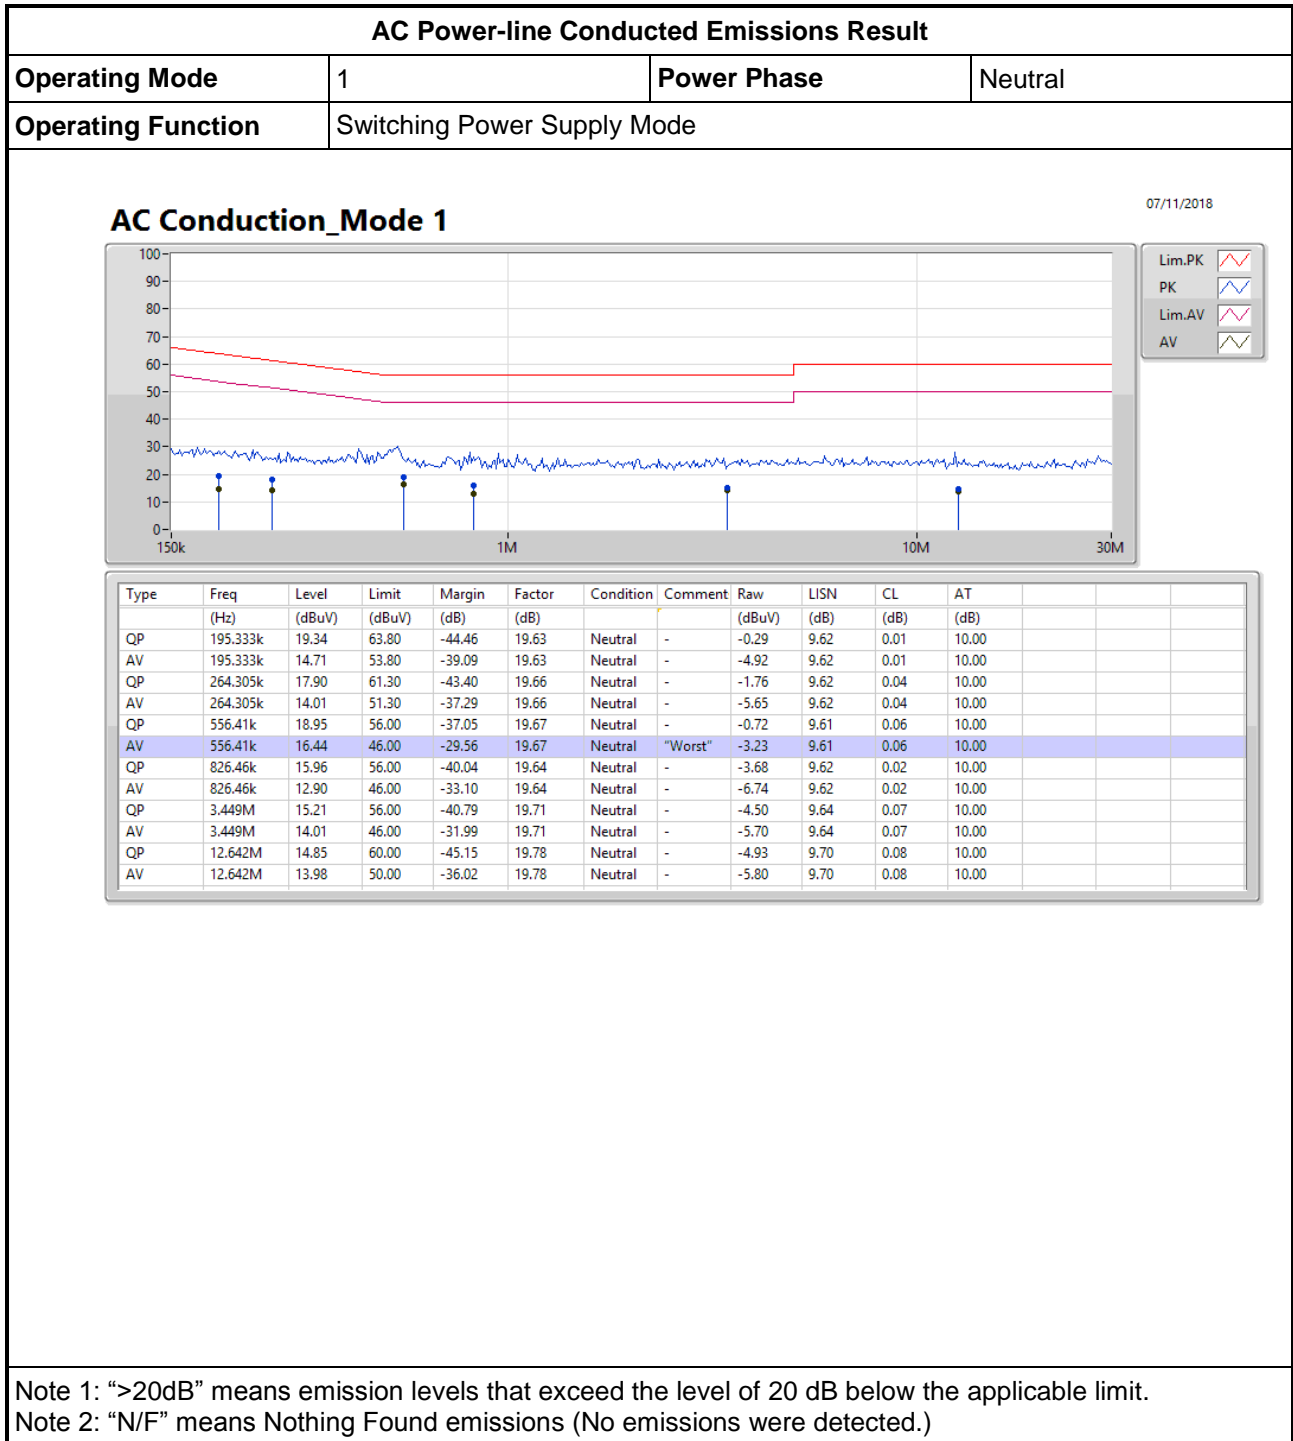 AC Power-line Conducted Emissions Result
Operating Mode 1 Power Phase Neutral
Operating Function Switching Power Supply Mode
07/11/2018
AC Conduction_Mode 1
100
90
80
70
60
50
40
30
20
10
0
150k 1M 10M 30M
Lim.PK
PK
Lim.AV
AV
Type Freq Level Limit Margin Factor Condition Comment Raw LISN CL AT
(Hz) (dBuV) (dBuV) (dB) (dB) (dBuV) (dB) (dB) (dB)
QP 195.333k 19.34 63.80 -44.46 19.63 Neutral - -0.29 9.62 0.01 10.00
AV 195.333k 14.71 53.80 -39.09 19.63 Neutral - -4.92 9.62 0.01 10.00
QP 264.305k 17.90 61.30 -43.40 19.66 Neutral - -1.76 9.62 0.04 10.00
AV 264.305k 14.01 51.30 -37.29 19.66 Neutral - -5.65 9.62 0.04 10.00
QP 556.41k 18.95 56.00 -37.05 19.67 Neutral - -0.72 9.61 0.06 10.00
AV 556.41k 16.44 46.00 -29.56 19.67 Neutral "Worst" -3.23 9.61 0.06 10.00
QP 826.46k 15.96 56.00 -40.04 19.64 Neutral - -3.68 9.62 0.02 10.00
AV 826.46k 12.90 46.00 -33.10 19.64 Neutral - -6.74 9.62 0.02 10.00
QP 3.449M 15.21 56.00 -40.79 19.71 Neutral - -4.50 9.64 0.07 10.00
AV 3.449M 14.01 46.00 -31.99 19.71 Neutral - -5.70 9.64 0.07 10.00
QP 12.642M 14.85 60.00 -45.15 19.78 Neutral - -4.93 9.70 0.08 10.00
AV 12.642M 13.98 50.00 -36.02 19.78 Neutral - -5.80 9.70 0.08 10.00
Note 1: “>20dB” means emission levels that exceed the level of 20 dB below the applicable limit.
Note 2: “N/F” means Nothing Found emissions (No emissions were detected.)